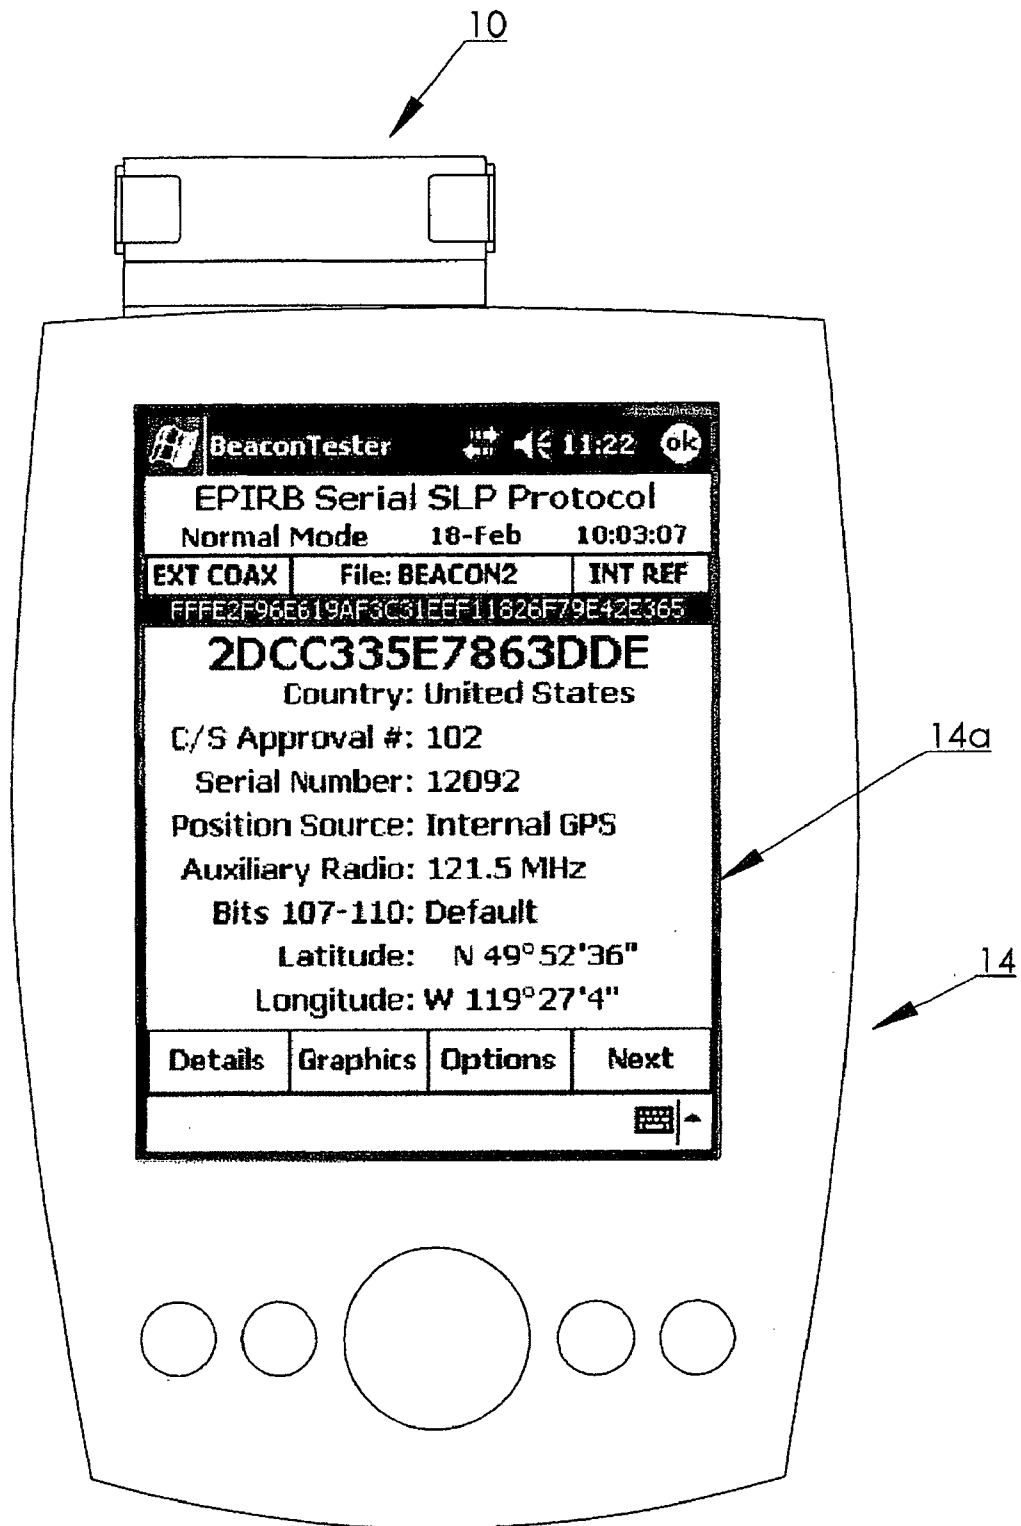 10
BeaconTester 11:22 ok
EPIRB Serial SLP Protocol
Normal Mode 18-Feb 10:03:07
EXT COAX File: BEACON2 INT REF
FFFE2F96E619AF3C31EEF11826F79E42E365
2DCC335E7863DDE
Country: United States
C/S Approval #: 102
Serial Number: 12092
Position Source: Internal GPS
Auxiliary Radio: 121.5 MHz
Bits 107-110: Default
Latitude: N 49°52'36"
Longitude: W 119°27'4"
Details Graphics Options Next
14a
14